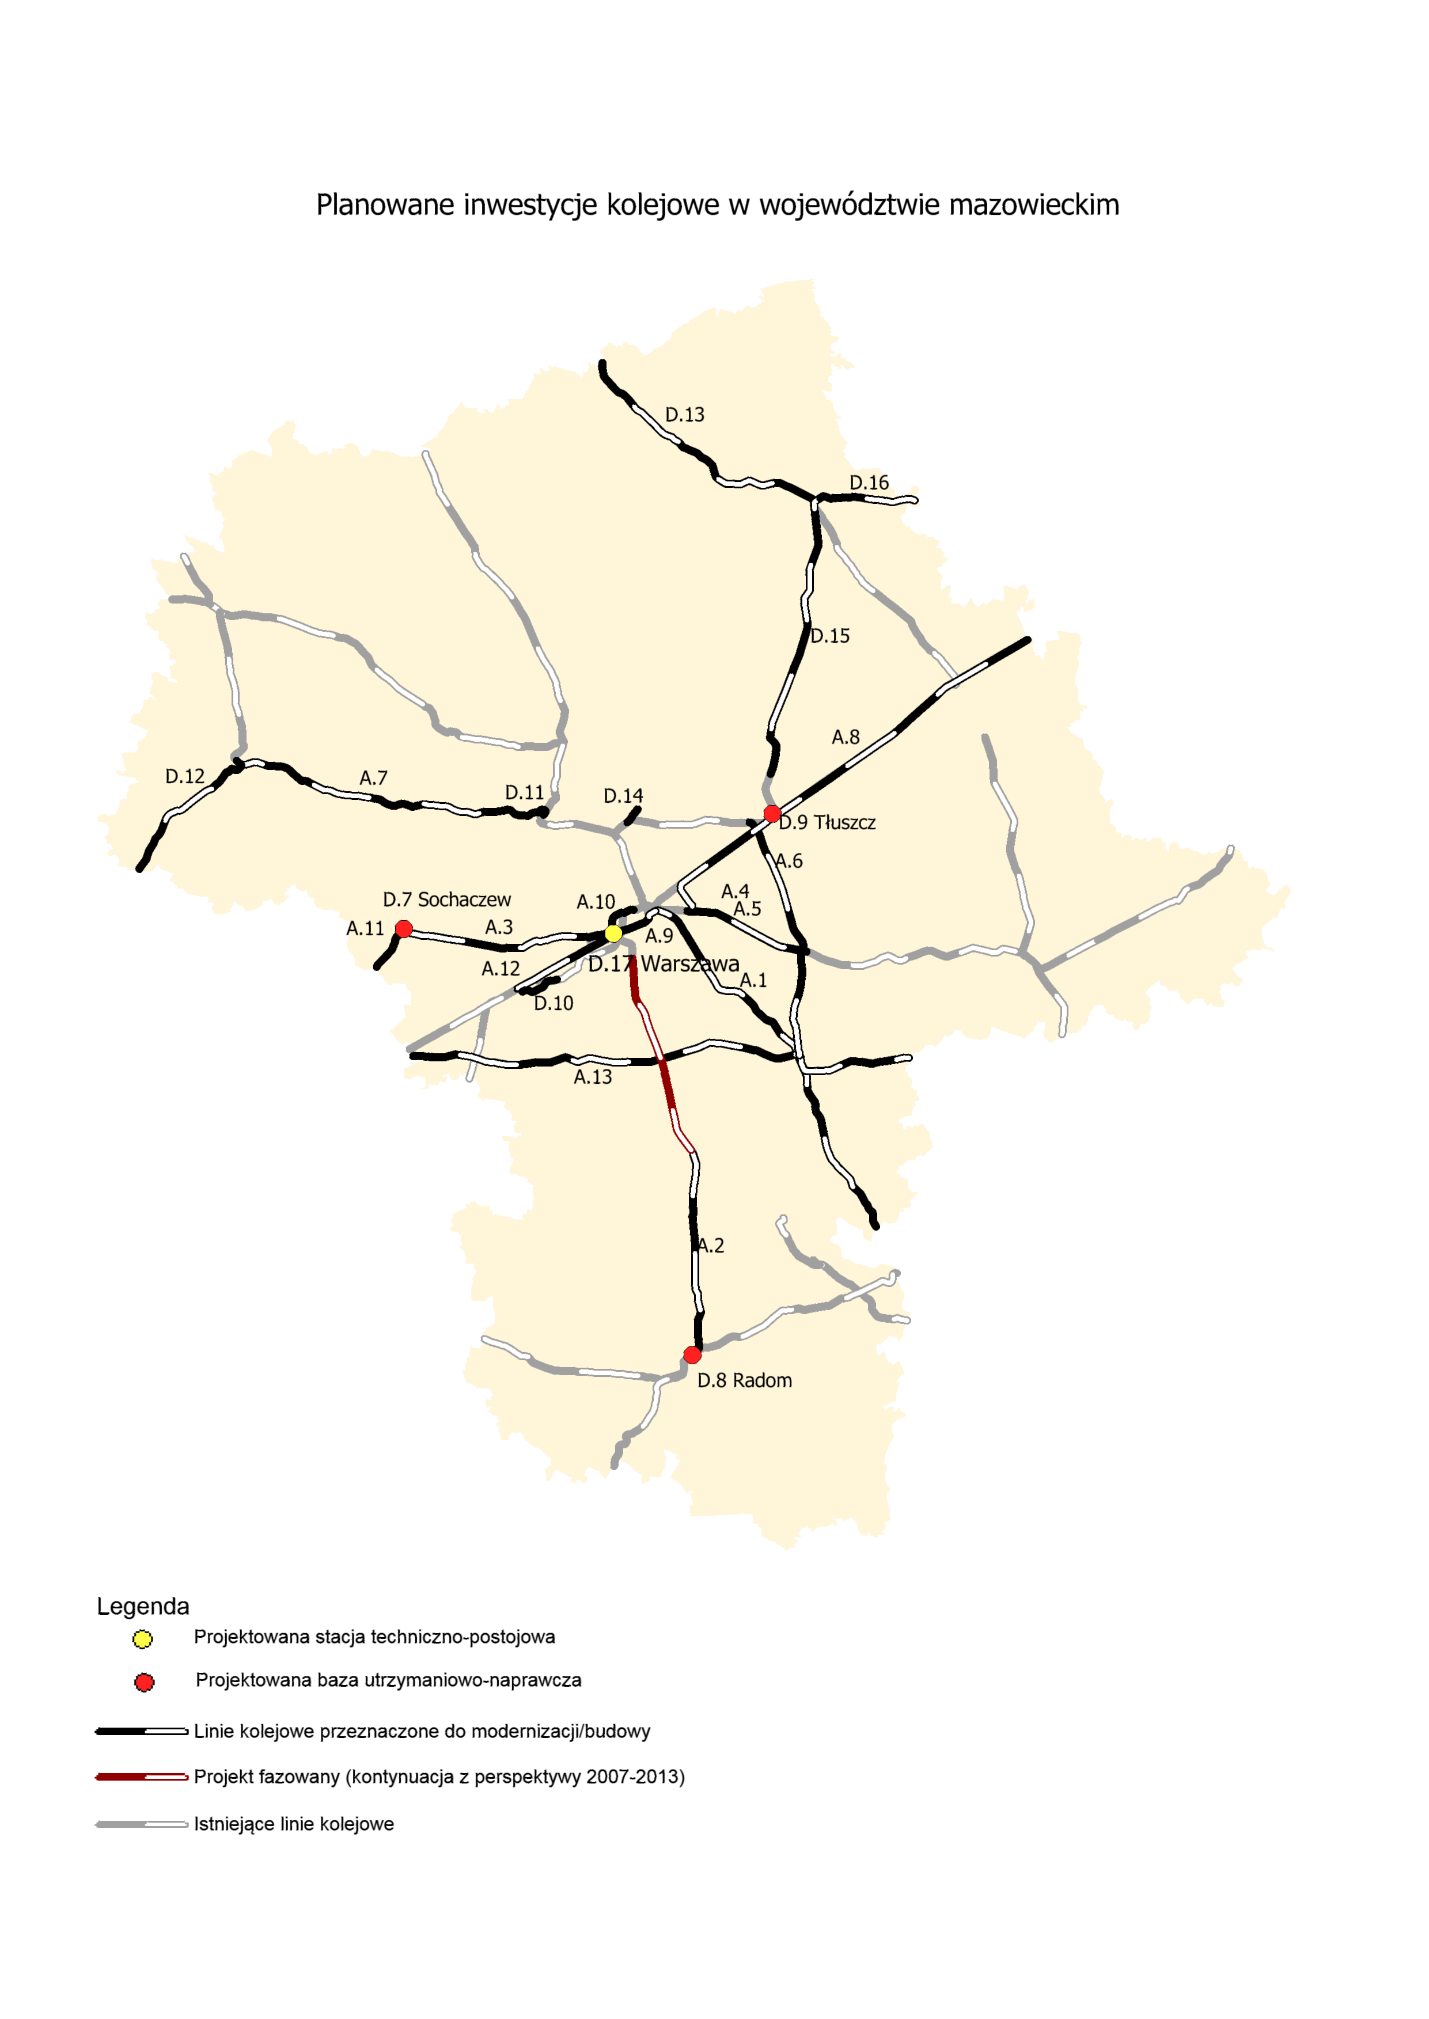 Planowane inwestycje kolejowe w województwie mazowieckim
D.13
D.16
D.15
A.8
D.12
A.7
D.11
D.14
D.9 Tłuszcz
A.6
A.4
D.7 Sochaczew
A.10
A.5
A.11
A.3
A.9
A.12
D.17 Warszawa
A.1
D.10
A.13
A.2
D.8 Radom
Legenda
Projektowana stacja techniczno-postojowa
Projektowana baza utrzymaniowo-naprawcza
Linie kolejowe przeznaczone do modernizacji/budowy
Projekt fazowany (kontynuacja z perspektywy 2007-2013)
Istniejące linie kolejowe